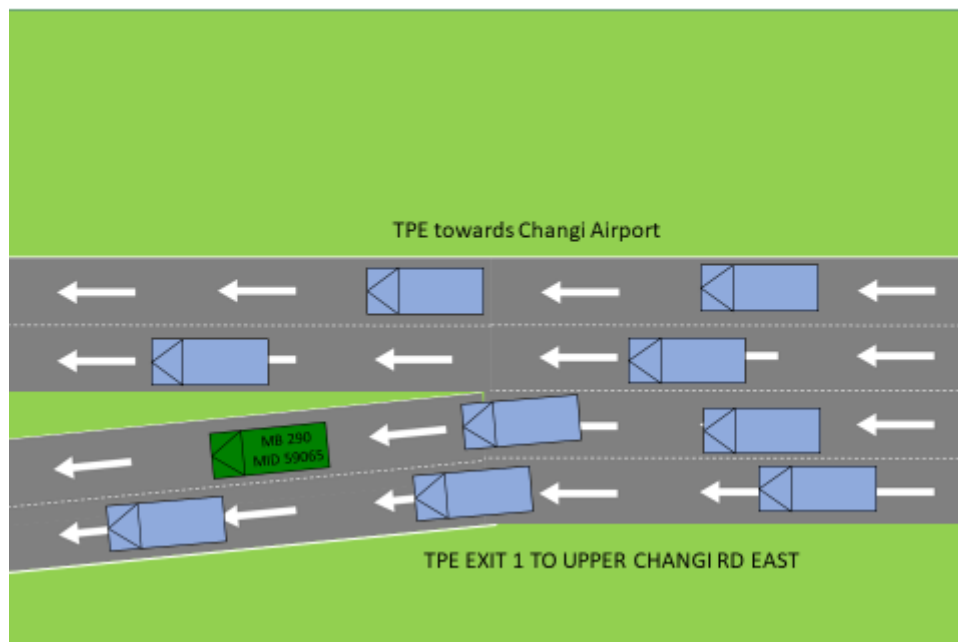 TPE towards Changi Airport
MB 290
MID 59065
TPE EXIT 1 TO UPPER CHANGI RD EAST